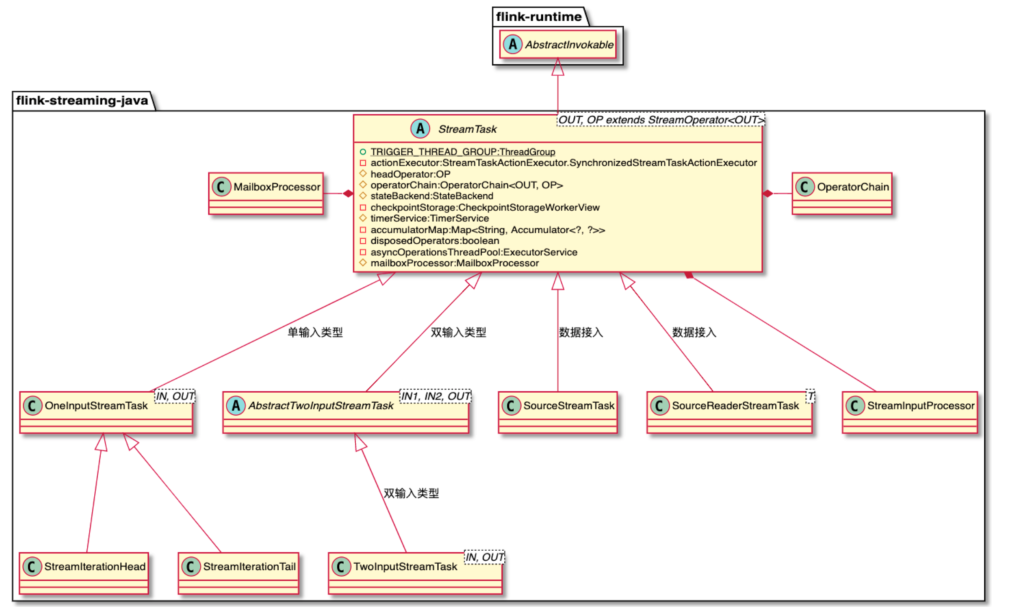 flink-runtime
A AbstractInvokable
flink-streaming-java
OUT, OP extends StreamOperator<OUT>
A StreamTask
TRIGGER_THREAD_GROUP:ThreadGroup
actionExecutor:StreamTaskActionExecutor.SynchronizedStreamTaskActionExecutor
headOperator:OP
operatorChain:OperatorChain<OUT, OP>
stateBackend:StateBackend
checkpointStorage:CheckpointStorageWorkerView
timerService:TimerService
accumulatorMap:Map<String, Accumulator<?, ?>>
disposedOperators:boolean
asyncOperationsThreadPool:ExecutorService
mailboxProcessor:MailboxProcessor
C MailboxProcessor
C OperatorChain
单输入类型
双输入类型
数据接入
数据接入
C OneInputStreamTask
IN, OUT
A AbstractTwoInputStreamTask
IN1, IN2, OUT
C SourceStreamTask
C SourceReaderStreamTask
T
C StreamInputProcessor
双输入类型
C StreamIterationHead
C StreamIterationTail
C TwoInputStreamTask
IN, OUT